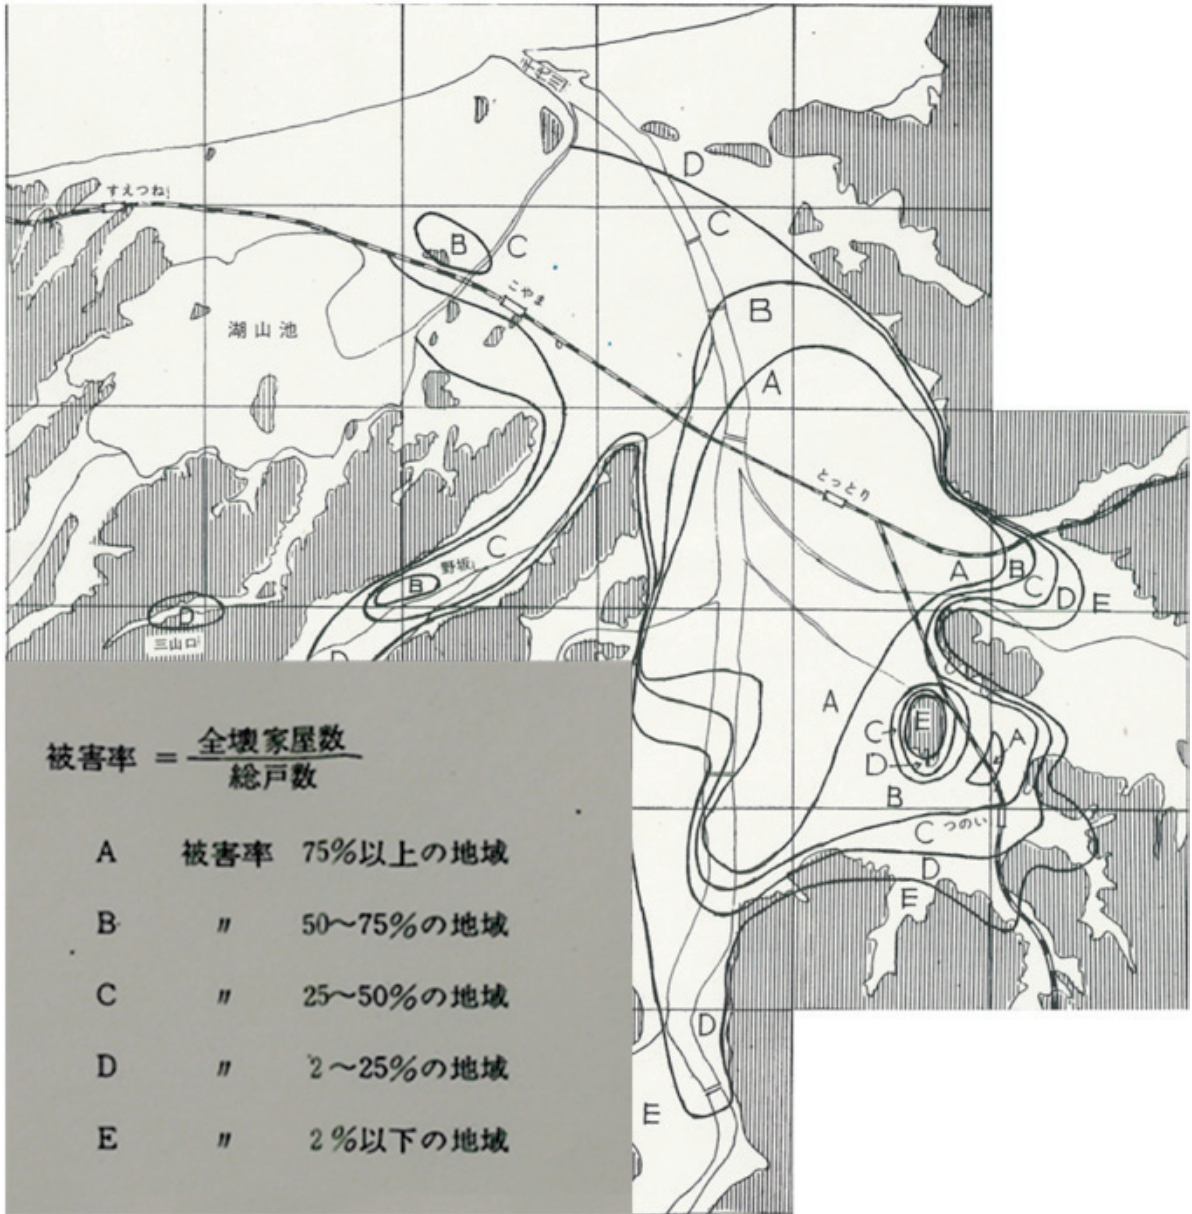 千代川
D
すえつね
C
B
C
こやま
B
湖山池
A
とっとり
C
野坂
A
B
B
C
D
E
D
三山口
D
A
E
A
C
D
B
C
つのい
D
E
D
E
被害率 = 全壊家屋数
総戸数
A 被害率 75%以上の地域
B 〃 50~75%の地域
C 〃 25~50%の地域
D 〃 2~25%の地域
E 〃 2%以下の地域